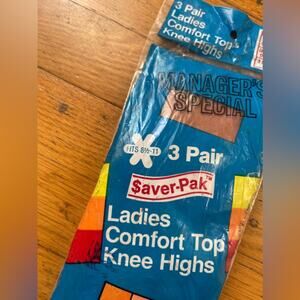 3 Pair
Ladies
Comfort Top
Knee Highs
MANAGER'S
SPECIAL
FITS 8½-11
3 Pair
$aver-Pak™
Ladies
Comfort Top
Knee Highs